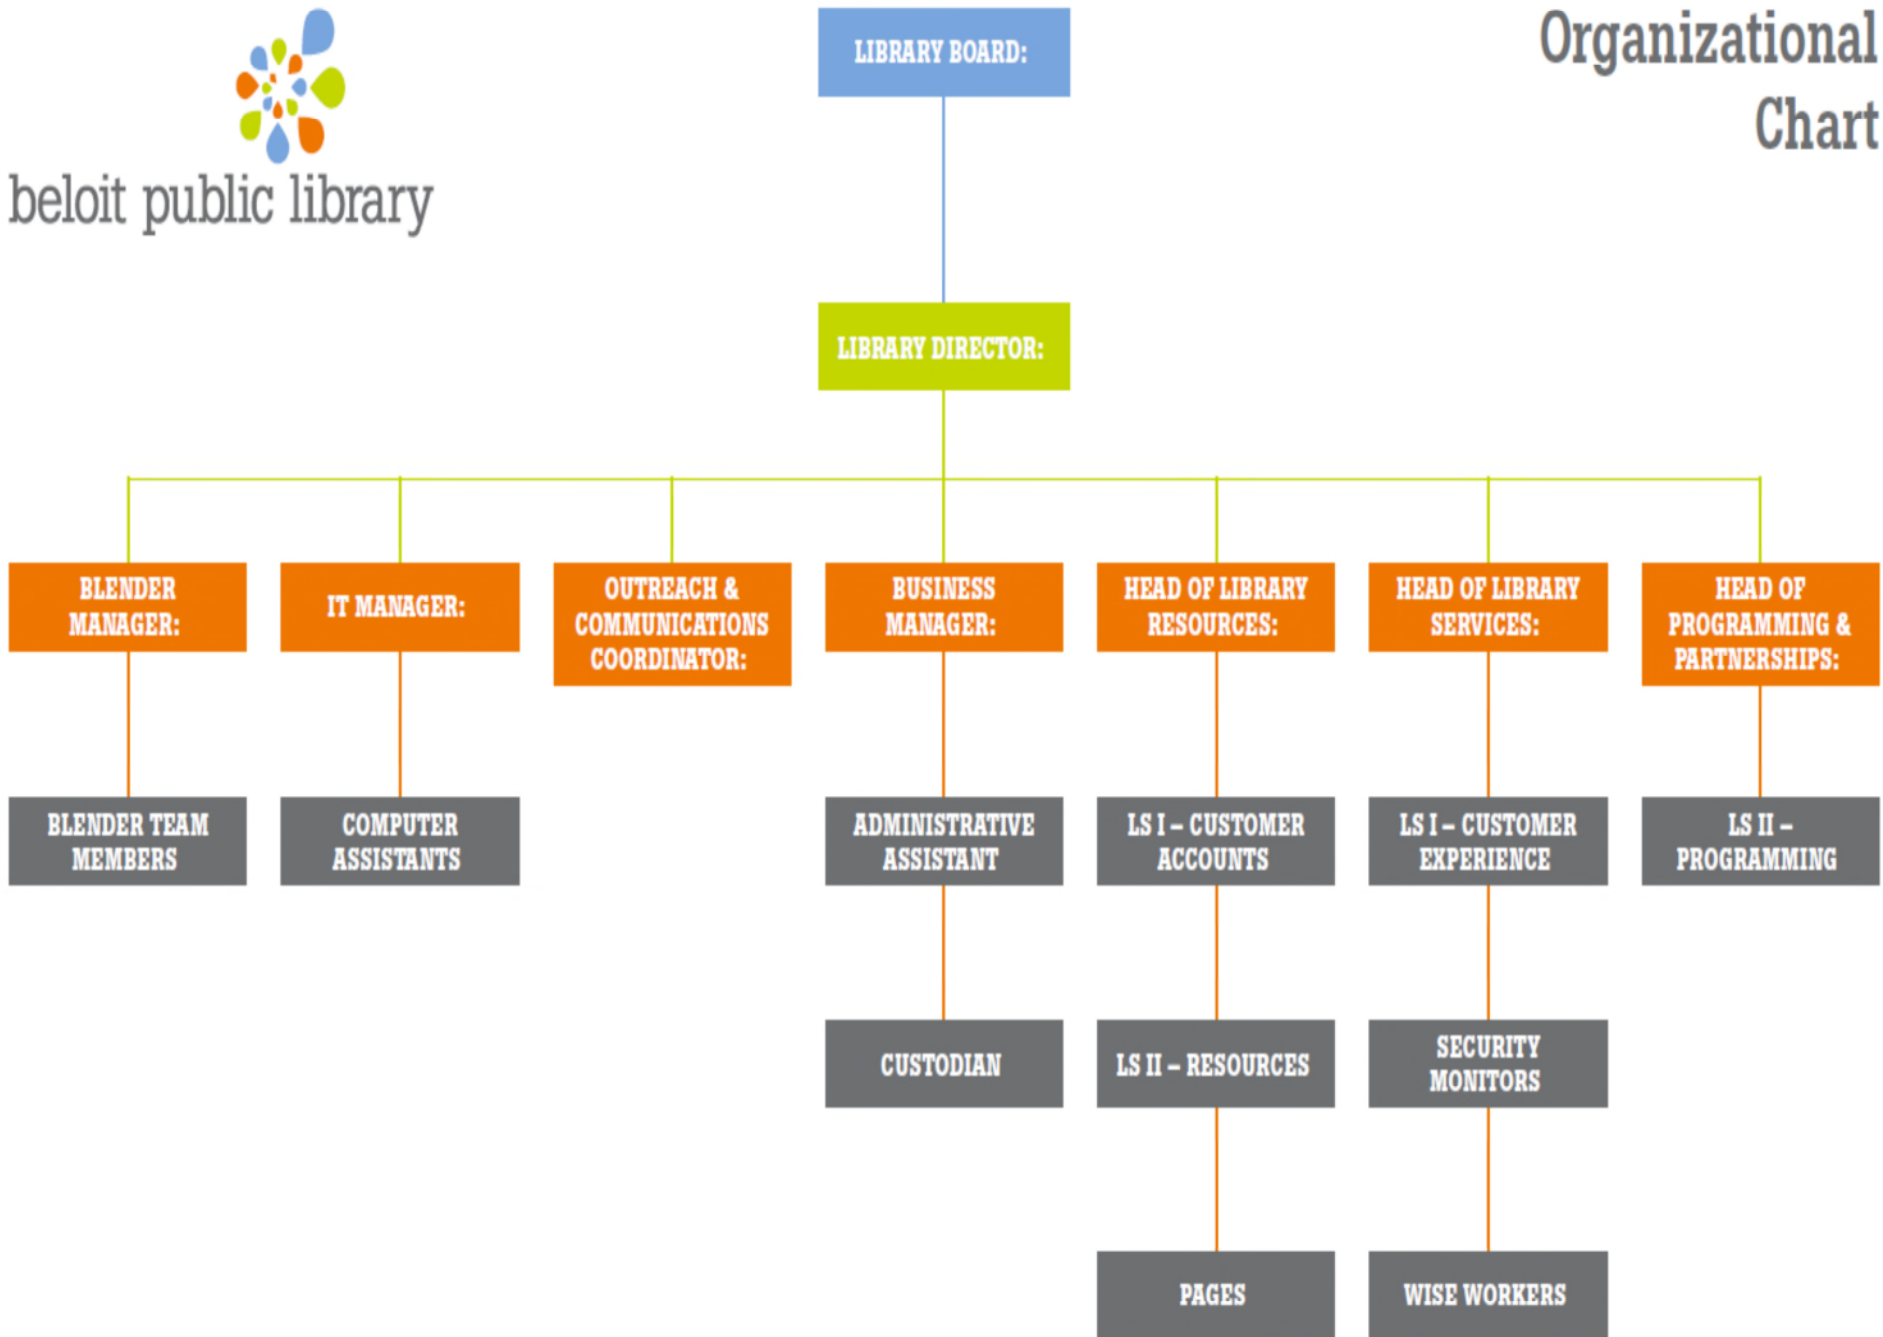 beloit public library
Organizational
Chart
LIBRARY BOARD:
LIBRARY DIRECTOR:
BLENDER
MANAGER:
IT MANAGER:
OUTREACH &
COMMUNICATIONS
COORDINATOR:
BUSINESS
MANAGER:
HEAD OF LIBRARY
RESOURCES:
HEAD OF LIBRARY
SERVICES:
HEAD OF
PROGRAMMING &
PARTNERSHIPS:
BLENDER TEAM
MEMBERS
COMPUTER
ASSISTANTS
ADMINISTRATIVE
ASSISTANT
LS I – CUSTOMER
ACCOUNTS
LS I – CUSTOMER
EXPERIENCE
LS II –
PROGRAMMING
CUSTODIAN
LS II – RESOURCES
SECURITY
MONITORS
PAGES
WISE WORKERS